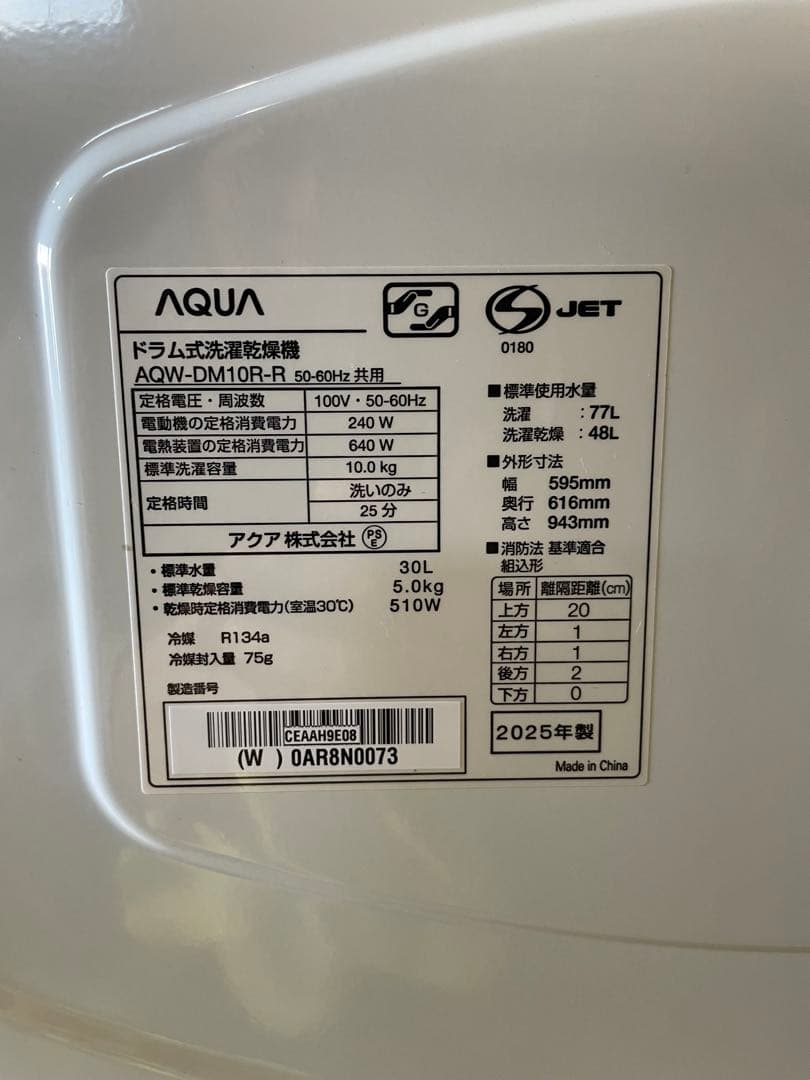 AQUA
G
S JET
0180
ドラム式洗濯乾燥機
AQW-DM10R-R 50-60Hz 共用
定格電圧・周波数 100V・50-60Hz
電動機の定格消費電力 240 W
電熱装置の定格消費電力 640 W
標準洗濯容量 10.0 kg
定格時間 洗いのみ
25 分
アクア 株式会社 PSE
・標準水量 30L
・標準乾燥容量 5.0kg
・乾燥時定格消費電力(室温30℃) 510W
冷媒 R134a
冷媒封入量 75g
製造番号
CEAAH9E08
(W ) 0AR8N0073
■標準使用水量
洗濯 :77L
洗濯乾燥 :48L
■外形寸法
幅 595mm
奥行 616mm
高さ 943mm
■消防法 基準適合
組込形
場所 離隔距離(cm)
上方 20
左方 1
右方 1
後方 2
下方 0
2025年製
Made in China